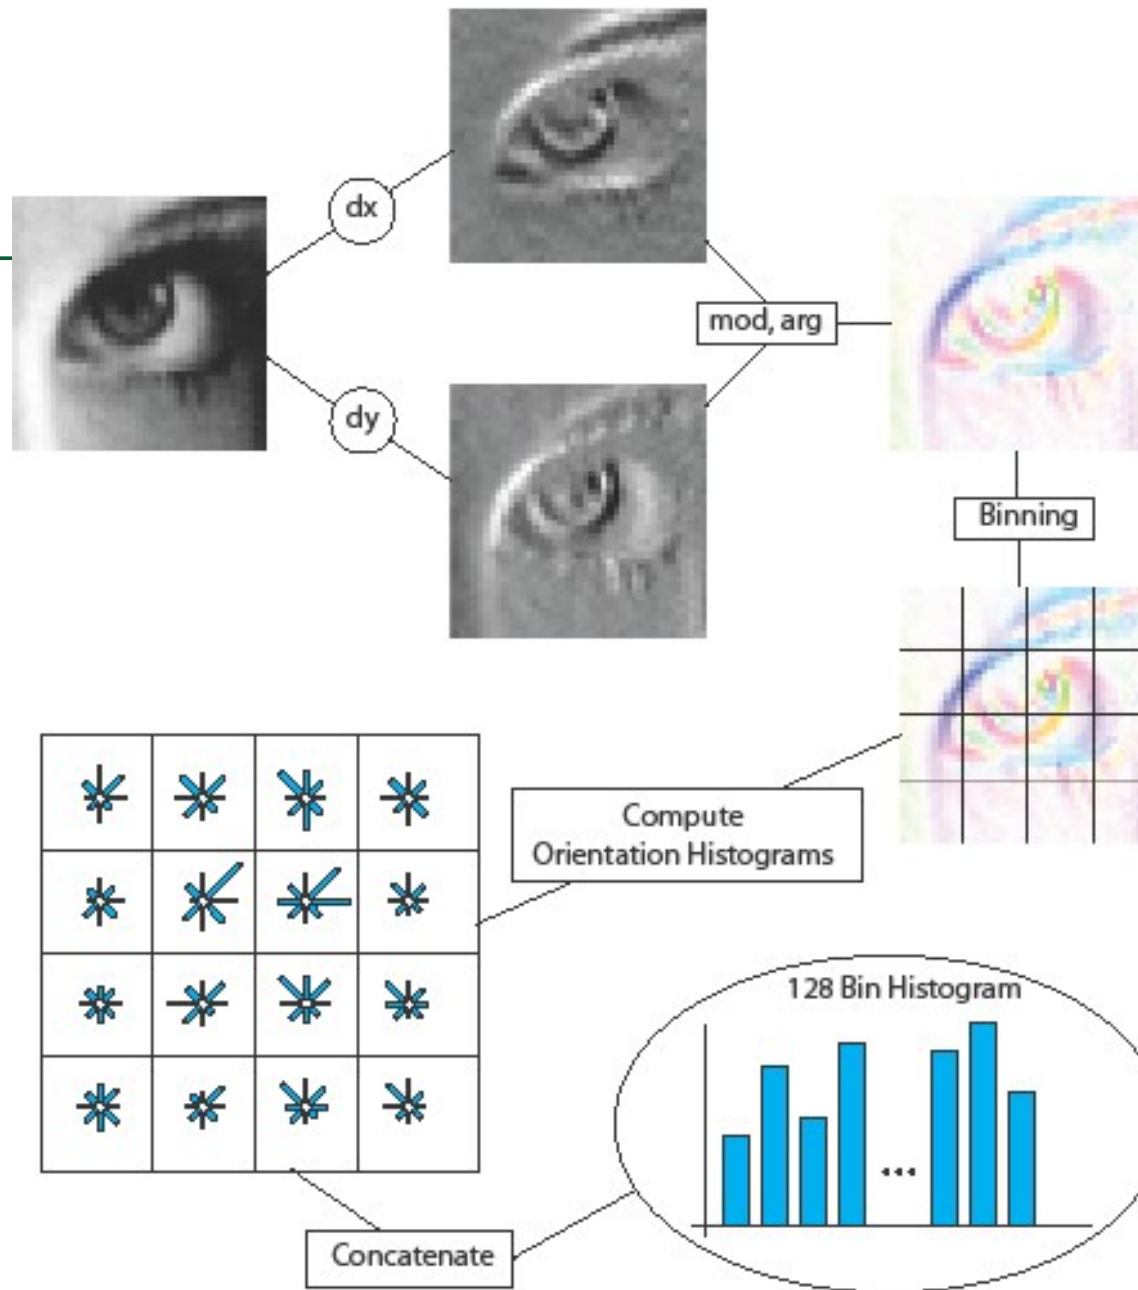 dx
mod, arg
dy
Binning
Compute
Orientation Histograms
128 Bin Histogram
...
Concatenate